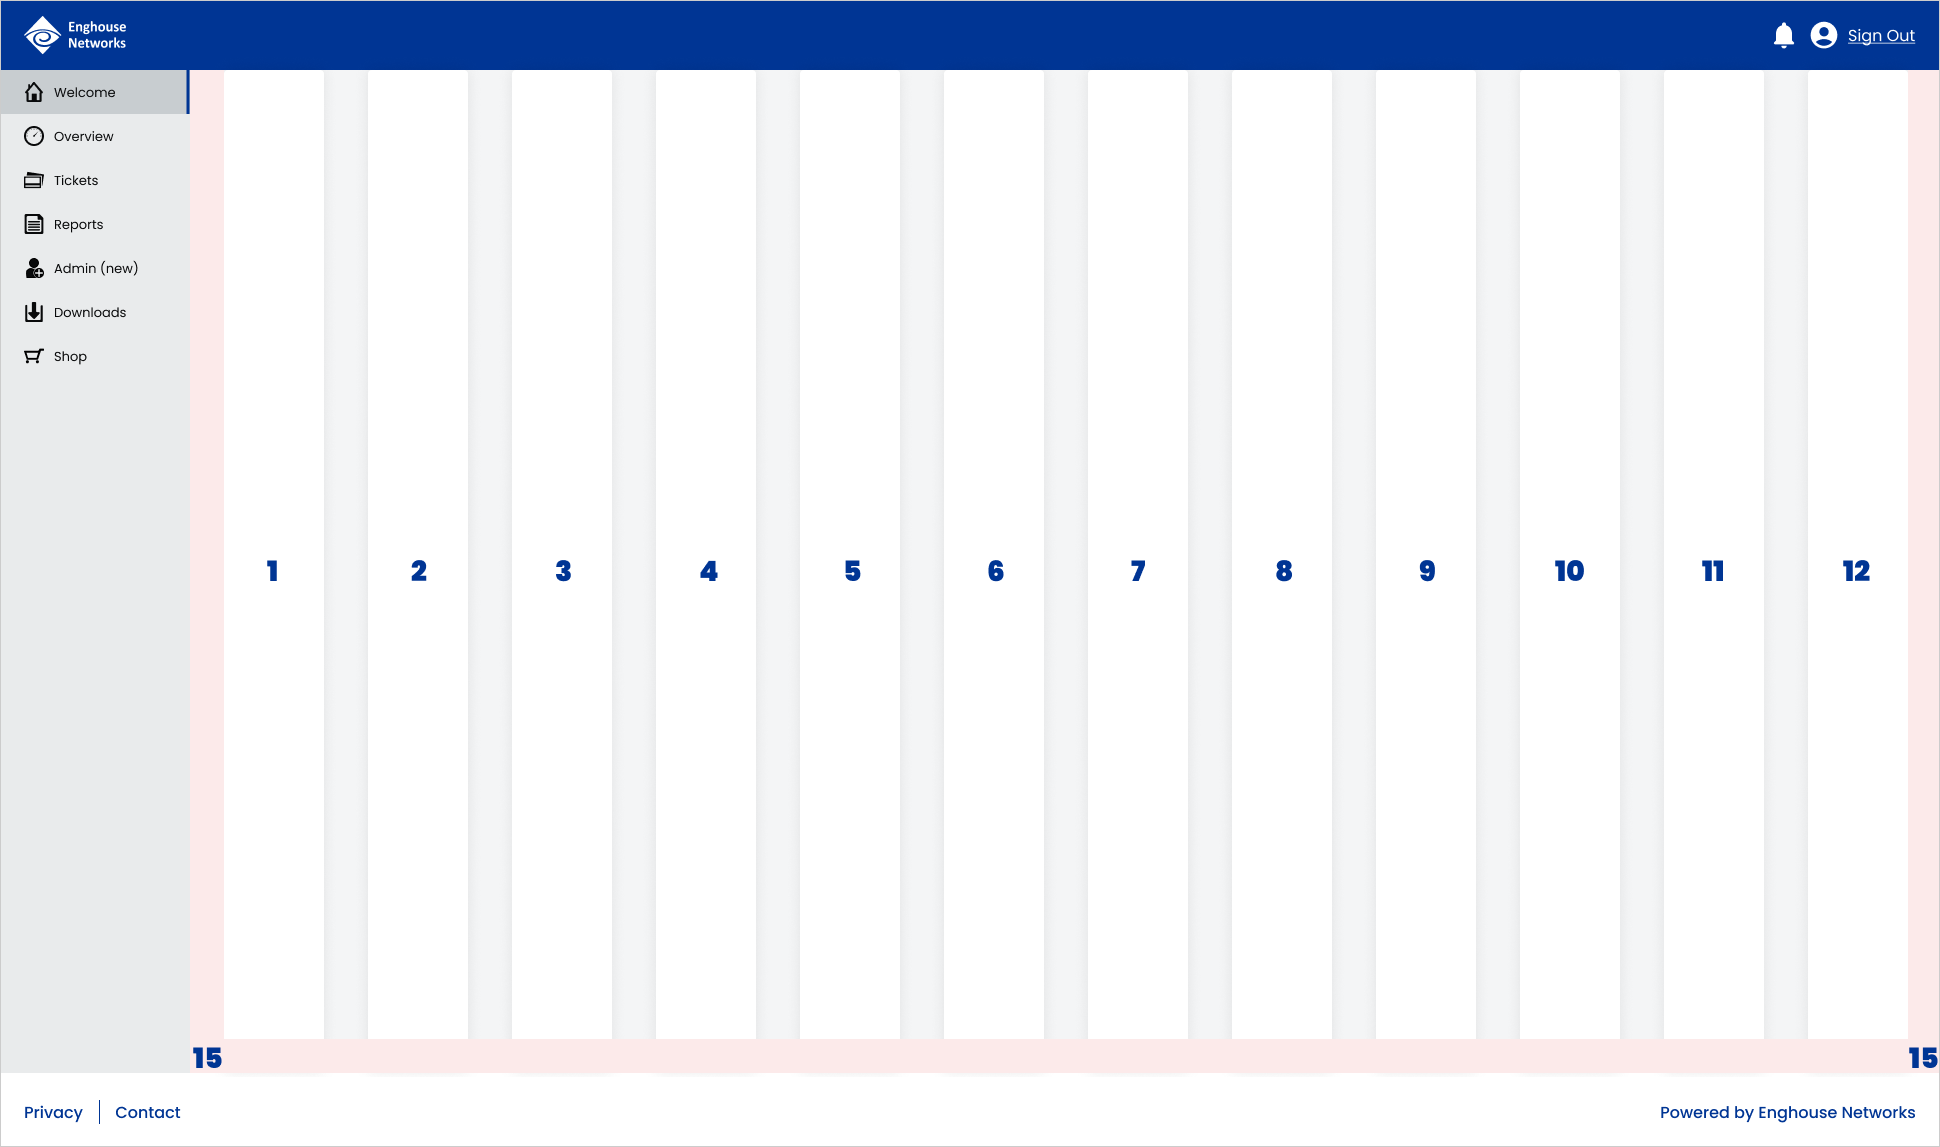 Enghouse
Networks
Sign Out
Welcome
Overview
Tickets
Reports
Admin (new)
Downloads
Shop
1 2 3 4 5 6 7 8 9 10 11 12
15 15
Privacy Contact Powered by Enghouse Networks